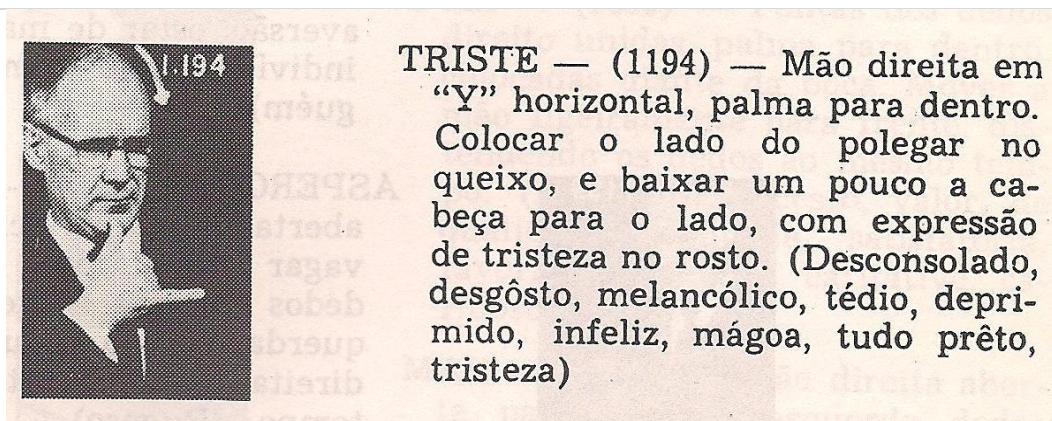 1.194
TRISTE — (1194) — Mão direita em
“Y” horizontal, palma para dentro.
Colocar o lado do polegar no
queixo, e baixar um pouco a ca-
beça para o lado, com expressão
de tristeza no rosto. (Desconsolado,
desgôsto, melancólico, tédio, depri-
mido, infeliz, mágoa, tudo prêto,
tristeza)